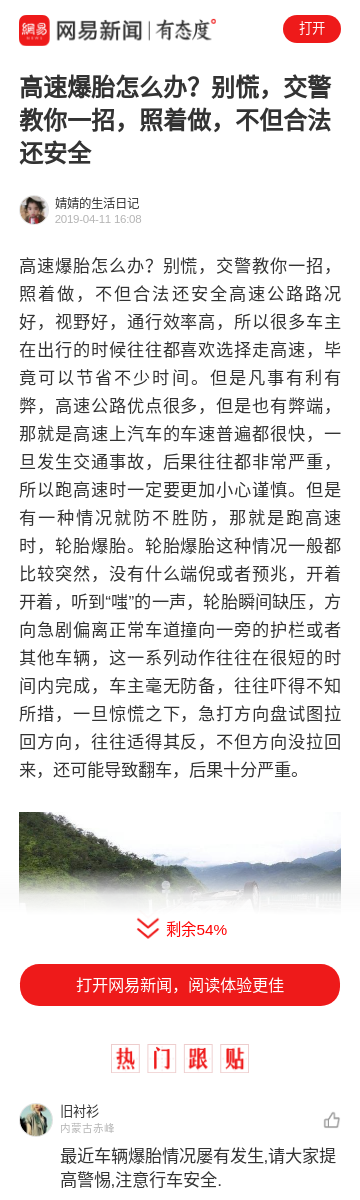 網易
NEWS
网易新闻
有态度
打开
高速爆胎怎么办？别慌，交警
教你一招，照着做，不但合法
还安全
婧婧的生活日记
2019-04-11 16:08
高速爆胎怎么办？别慌，交警教你一招，
照着做，不但合法还安全高速公路路况
好，视野好，通行效率高，所以很多车主
在出行的时候往往都喜欢选择走高速，毕
竟可以节省不少时间。但是凡事有利有
弊，高速公路优点很多，但是也有弊端，
那就是高速上汽车的车速普遍都很快，一
旦发生交通事故，后果往往都非常严重，
所以跑高速时一定要更加小心谨慎。但是
有一种情况就防不胜防，那就是跑高速
时，轮胎爆胎。轮胎爆胎这种情况一般都
比较突然，没有什么端倪或者预兆，开着
开着，听到“嗤”的一声，轮胎瞬间缺压，方
向急剧偏离正常车道撞向一旁的护栏或者
其他车辆，这一系列动作往往在很短的时
间内完成，车主毫无防备，往往吓得不知
所措，一旦惊慌之下，急打方向盘试图拉
回方向，往往适得其反，不但方向没拉回
来，还可能导致翻车，后果十分严重。
剩余54%
打开网易新闻，阅读体验更佳
热门跟贴
旧衬衫
内蒙古赤峰
最近车辆爆胎情况屡有发生,请大家提
高警惕,注意行车安全.